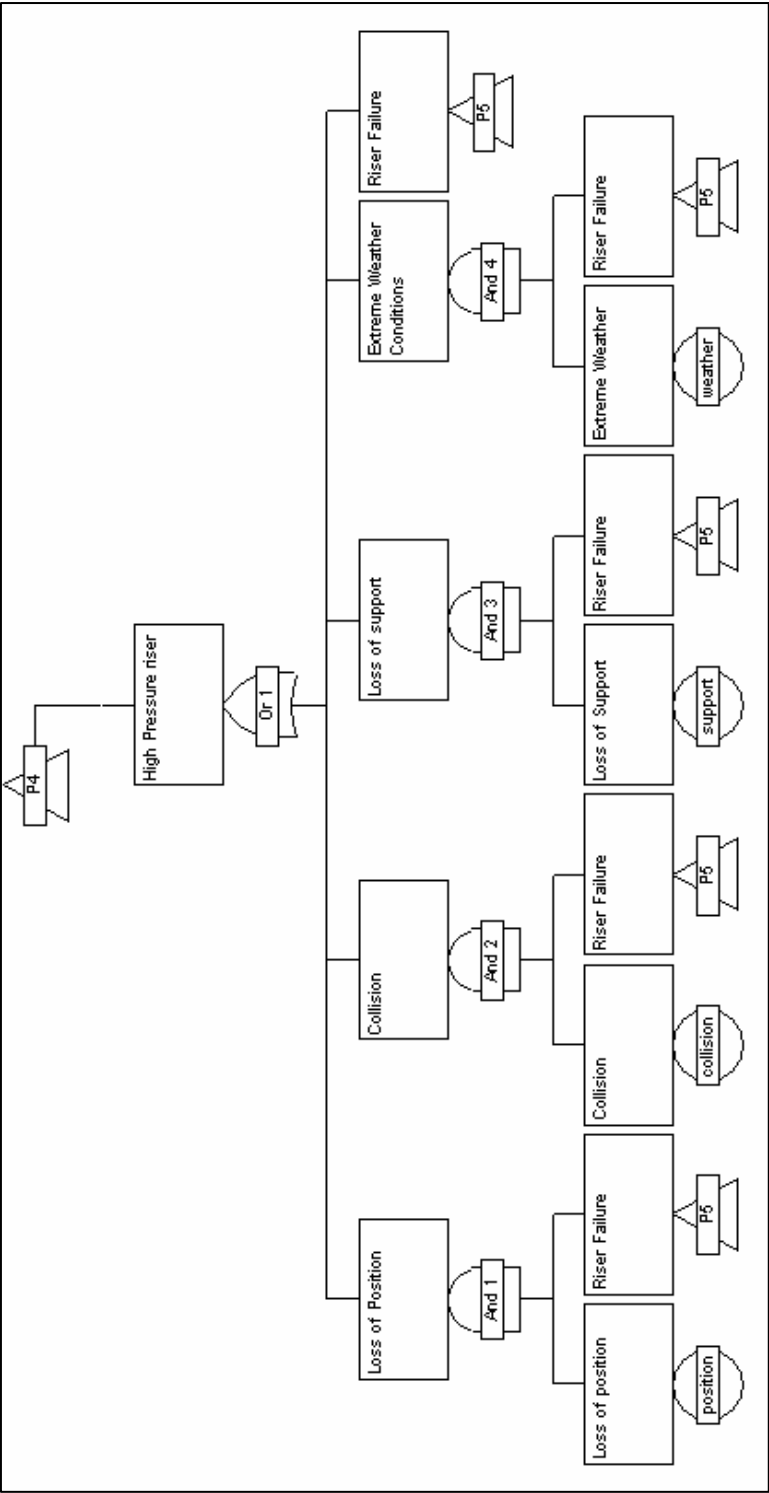 P4
High Pressure riser
Or 1
Loss of Position
Collision
Loss of support
Extreme Weather
Conditions
Riser Failure
And 1
And 2
And 3
And 4
P5
Loss of position
Riser Failure
Collision
Riser Failure
Loss of Support
Riser Failure
Extreme Weather
Riser Failure
position
P5
collision
P5
support
P5
weather
P5